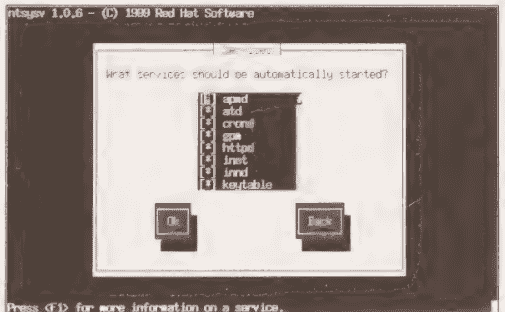 ntsysv 1.0.6 - (C) 1999 Red Hat Software
Services
What services should be automatically started?
[*] apmd
[*] atd
[*] crond
[*] gpm
[*] httpd
[*] inet
[*] innd
[*] keytable
Ok Back
Press <F1> for more information on a service.